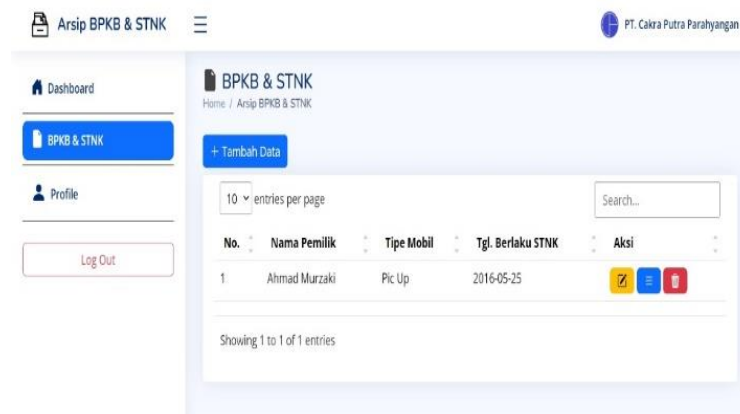 Arsip BPKB & STNK
PT. Cakra Putra Parahyangan
Dashboard
BPKB & STNK
Profile
Log Out
BPKB & STNK
Home / Arsip BPKB & STNK
+ Tambah Data
10 entries per page
Search...
No. Nama Pemilik Tipe Mobil Tgl. Berlaku STNK Aksi
1 Ahmad Murzaki Pic Up 2016-05-25
Showing 1 to 1 of 1 entries